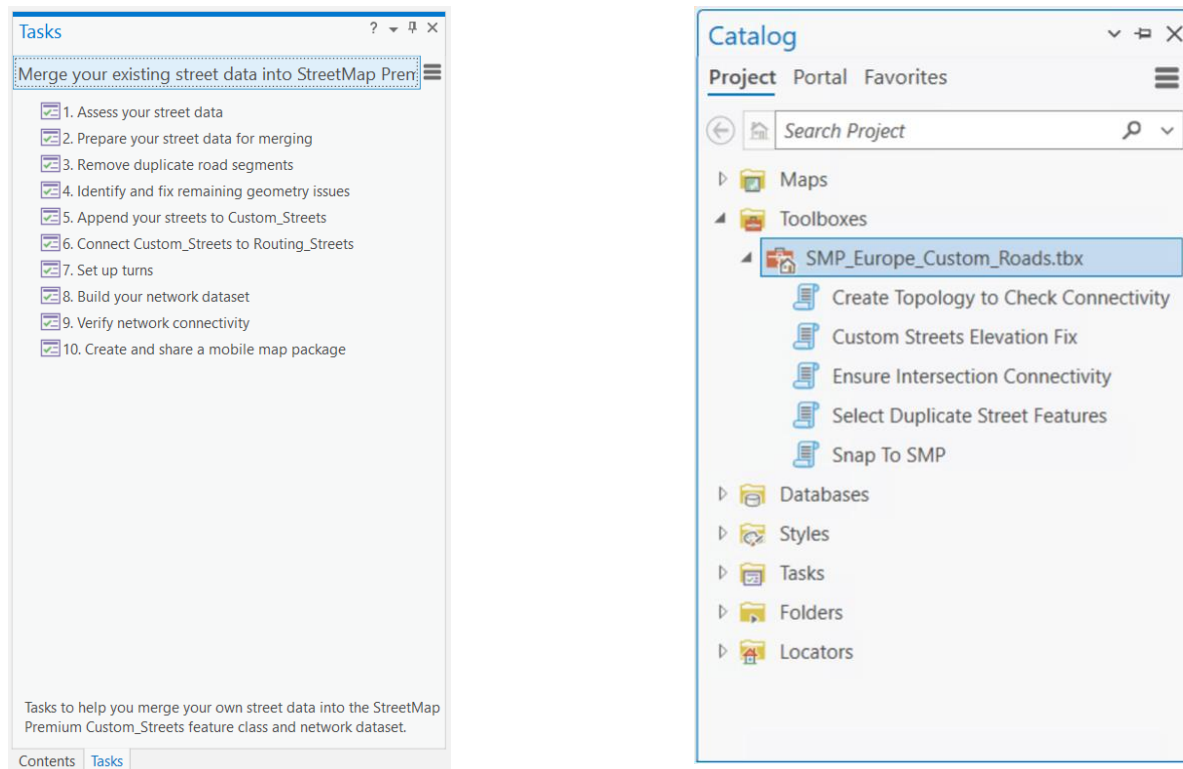 Tasks
?
Merge your existing street data into StreetMap Prem
1. Assess your street data
2. Prepare your street data for merging
3. Remove duplicate road segments
4. Identify and fix remaining geometry issues
5. Append your streets to Custom_Streets
6. Connect Custom_Streets to Routing_Streets
7. Set up turns
8. Build your network dataset
9. Verify network connectivity
10. Create and share a mobile map package
Tasks to help you merge your own street data into the StreetMap
Premium Custom_Streets feature class and network dataset.
Contents Tasks
Catalog
Project Portal Favorites
Search Project
Maps
Toolboxes
SMP_Europe_Custom_Roads.tbx
Create Topology to Check Connectivity
Custom Streets Elevation Fix
Ensure Intersection Connectivity
Select Duplicate Street Features
Snap To SMP
Databases
Styles
Tasks
Folders
Locators